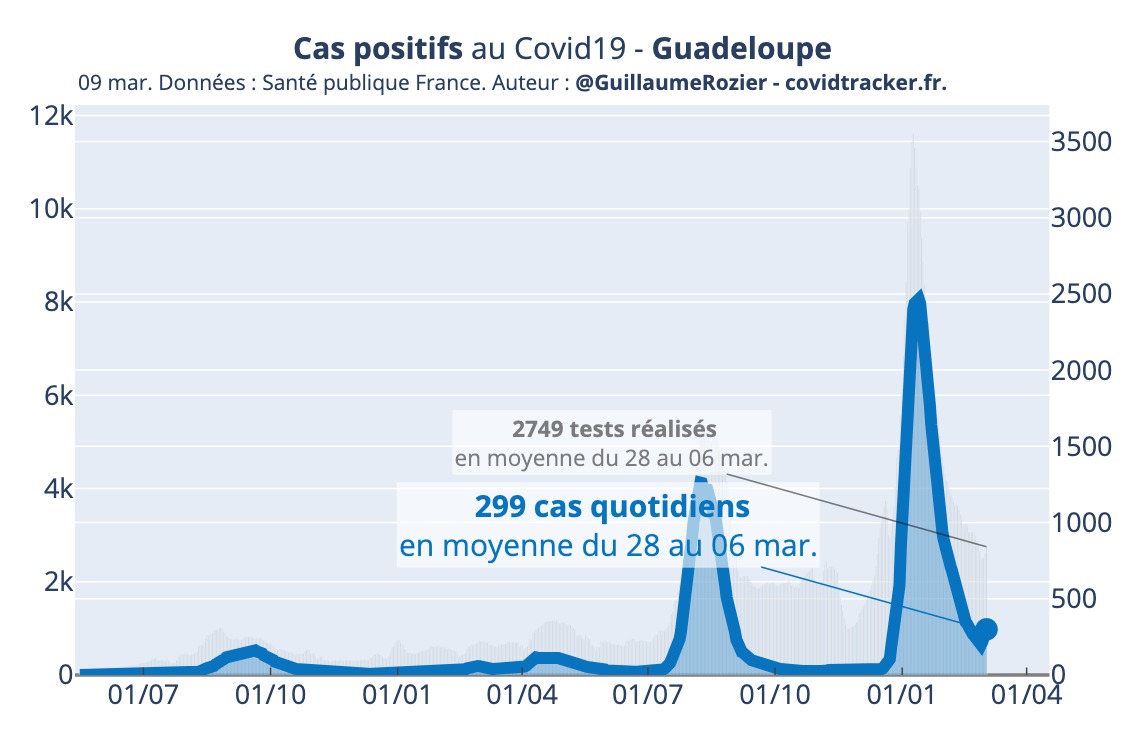 Cas positifs au Covid19 - Guadeloupe
09 mar. Données : Santé publique France. Auteur : @GuillaumeRozier - covidtracker.fr.
12k
10k
8k
6k
4k
2k
0
3500
3000
2500
2000
1500
1000
500
0
2749 tests réalisés
en moyenne du 28 au 06 mar.
299 cas quotidiens
en moyenne du 28 au 06 mar.
01/07 01/10 01/01 01/04 01/07 01/10 01/01 01/04